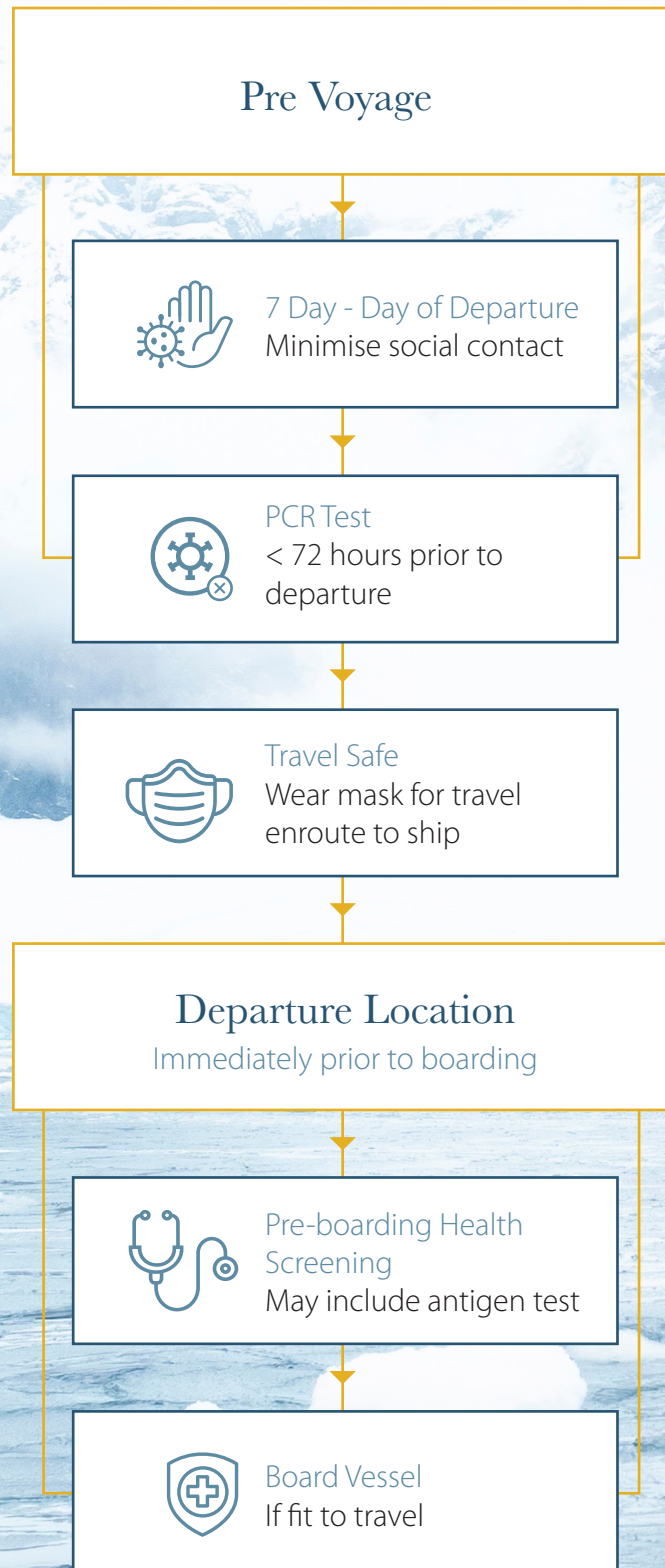 Pre Voyage
7 Day - Day of Departure
Minimise social contact
PCR Test
< 72 hours prior to
departure
Travel Safe
Wear mask for travel
enroute to ship
Departure Location
Immediately prior to boarding
Pre-boarding Health
Screening
May include antigen test
Board Vessel
If fit to travel